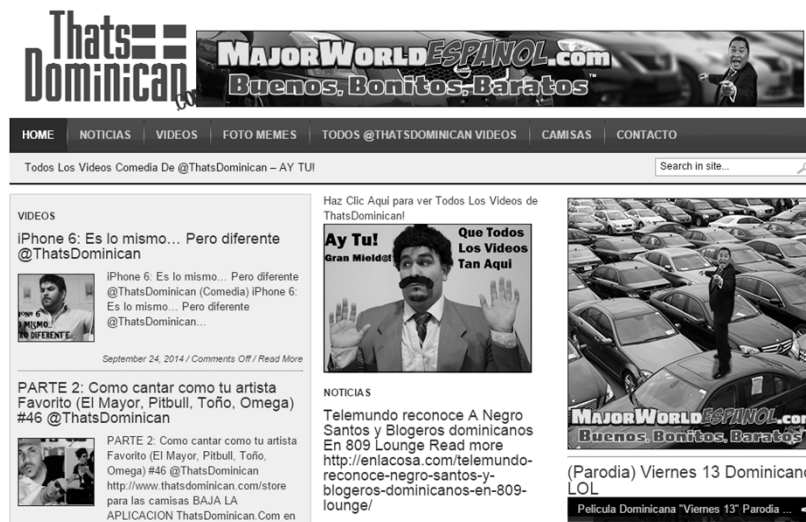 Thats
Dominican
.com
MajorWorldESPAÑOL.com
Buenos, Bonitos, Baratos™
HOME
NOTICIAS
VIDEOS
FOTO MEMES
TODOS @THATSDOMINICAN VIDEOS
CAMISAS
CONTACTO
Todos Los Videos Comedia De @ThatsDominican – AY TU!
Search in site...
VIDEOS
iPhone 6: Es lo mismo… Pero diferente
@ThatsDominican
iPhone 6: Es lo mismo… Pero diferente
@ThatsDominican (Comedia) iPhone 6:
Es lo mismo… Pero diferente
@ThatsDominican…
September 24, 2014 / Comments Off / Read More
PARTE 2: Como cantar como tu artista
Favorito (El Mayor, Pitbull, Toño, Omega)
#46 @ThatsDominican
PARTE 2: Como cantar como tu artista
Favorito (El Mayor, Pitbull, Toño,
Omega) #46 @ThatsDominican
http://www.thatsdominican.com/store
para las camisas BAJA LA
APLICACION ThatsDominican.Com en
Haz Clic Aqui para ver Todos Los Videos de
ThatsDominican!
Ay Tu!
Gran Mield@!
Que Todos
Los Videos
Tan Aqui
NOTICIAS
Telemundo reconoce A Negro
Santos y Blogeros dominicanos
En 809 Lounge Read more
http://enlacosa.com/telemundo-
reconoce-negro-santos-y-
blogeros-dominicanos-en-809-
lounge/
MajorWorldESPAÑOL.co
Buenos, Bonitos, Baratos
(Parodia) Viernes 13 Dominican
LOL
Pelicula Dominicana "Viernes 13" Parodia ...